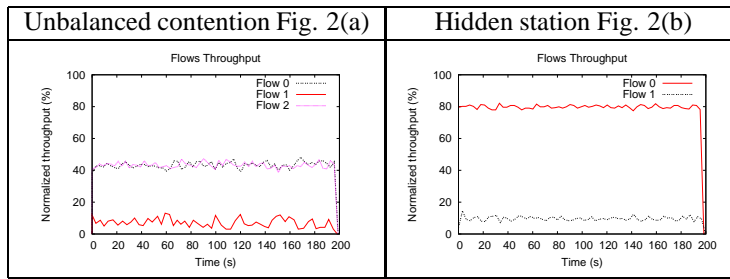 Unbalanced contention Fig. 2(a)
Hidden station Fig. 2(b)
Flows Throughput
Normalized throughput (%)
100
80
60
40
20
0
Flow 0
Flow 1
Flow 2
0 20 40 60 80 100 120 140 160 180 200
Time (s)
Flows Throughput
Normalized throughput (%)
100
80
60
40
20
0
Flow 0
Flow 1
0 20 40 60 80 100 120 140 160 180 200
Time (s)